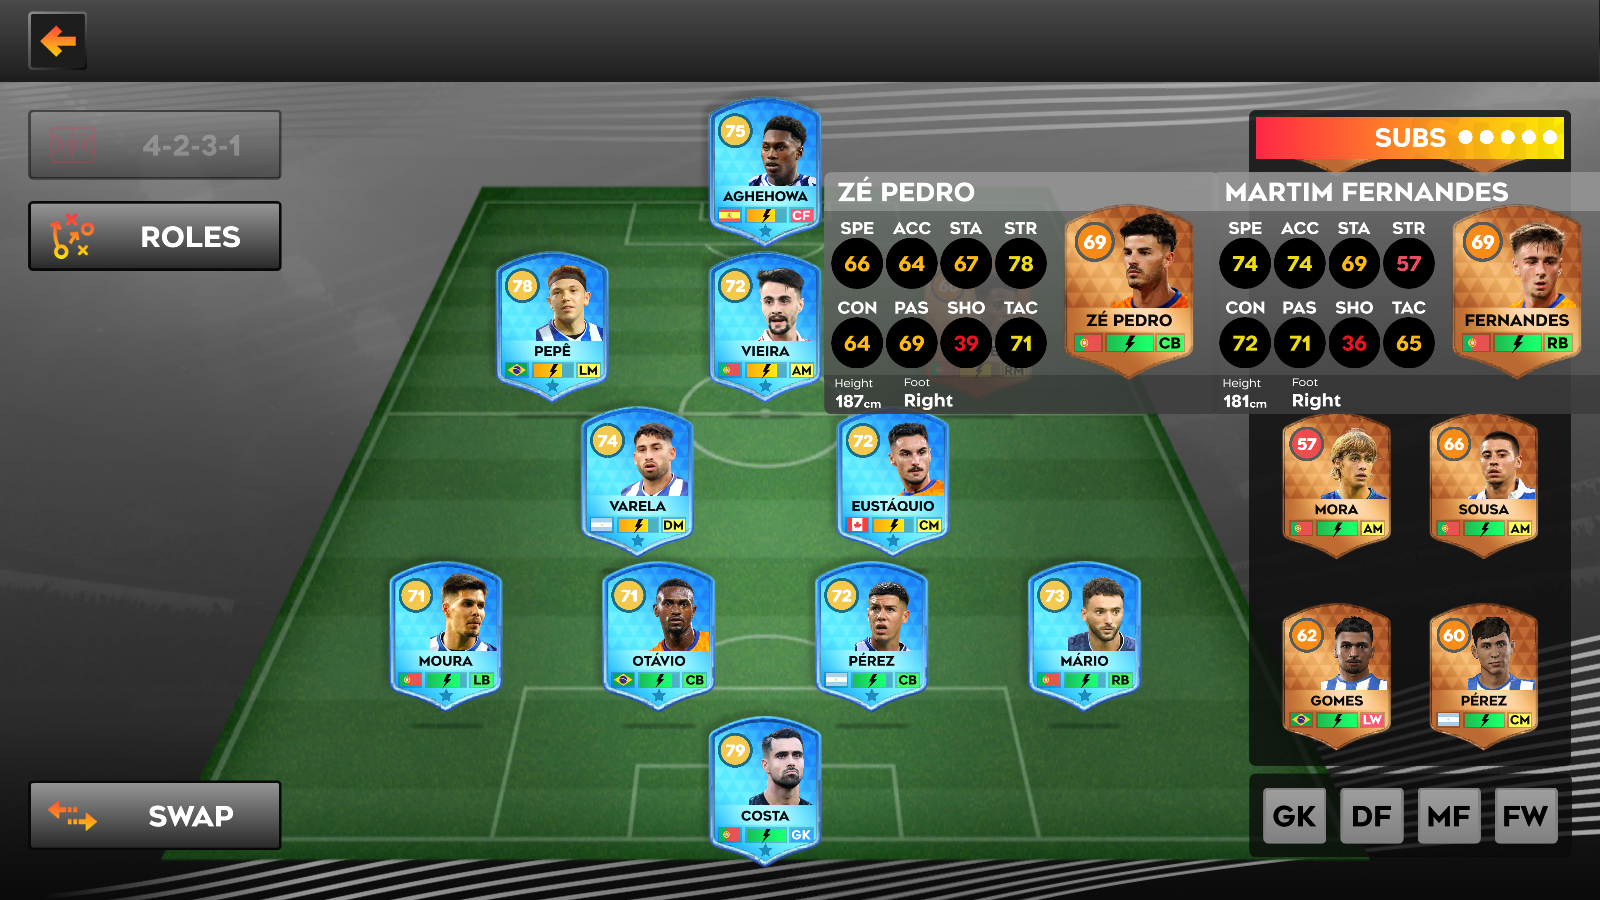 4-2-3-1
ROLES
SWAP
75
AGHEHOWA
CF
78
PEPÊ
LM
72
VIEIRA
AM
RM
74
VARELA
DM
72
EUSTÁQUIO
CM
71
MOURA
LB
71
OTÁVIO
CB
72
PÉREZ
CB
73
MÁRIO
RB
79
COSTA
GK
SUBS
ZÉ PEDRO
SPE ACC STA STR
66 64 67 78
CON PAS SHO TAC
64 69 39 71
Height Foot
187cm Right
69
ZÉ PEDRO
CB
MARTIM FERNANDES
SPE ACC STA STR
74 74 69 57
CON PAS SHO TAC
72 71 36 65
Height Foot
181cm Right
69
FERNANDES
RB
57
MORA
AM
66
SOUSA
AM
62
GOMES
LW
60
PÉREZ
CM
GK DF MF FW